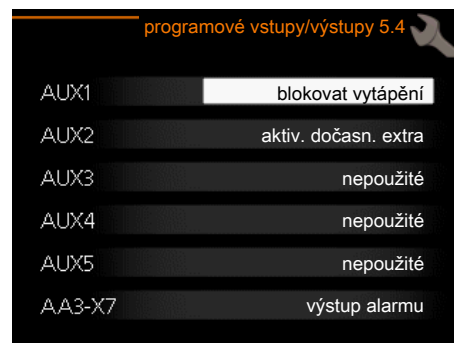 programové vstupy/výstupy 5.4
AUX1 blokovat vytápění
AUX2 aktiv. dočasn. extra
AUX3 nepoužité
AUX4 nepoužité
AUX5 nepoužité
AA3-X7 výstup alarmu